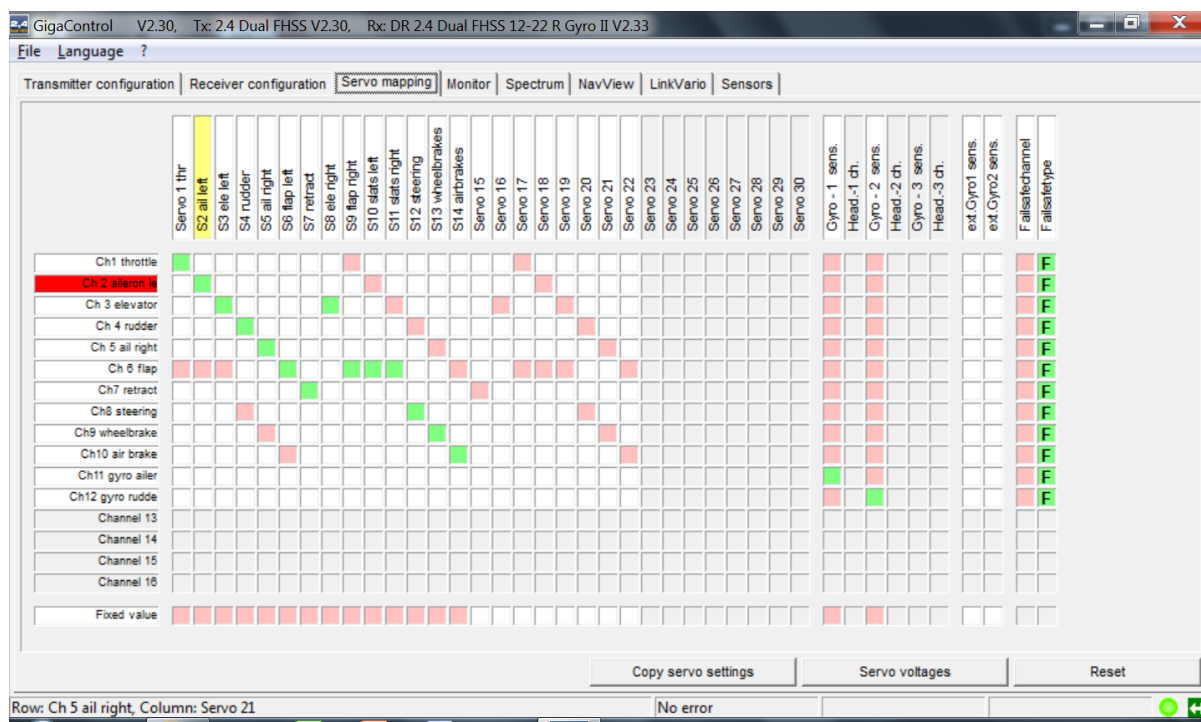 GigaControl V2.30, Tx: 2.4 Dual FHSS V2.30, Rx: DR 2.4 Dual FHSS 12-22 R Gyro II V2.33
File Language ?
Transmitter configuration Receiver configuration Servo mapping Monitor Spectrum NavView LinkVario Sensors
Servo 1 thr
S2 ail left
S3 ele left
S4 rudder
S5 ail right
S6 flap left
S7 retract
S8 ele right
S9 flap right
S10 slats left
S11 slats right
S12 steering
S13 wheelbrakes
S14 airbrakes
Servo 15
Servo 16
Servo 17
Servo 18
Servo 19
Servo 20
Servo 21
Servo 22
Servo 23
Servo 24
Servo 25
Servo 26
Servo 27
Servo 28
Servo 29
Servo 30
Gyro - 1 sens.
Head.-1 ch.
Gyro - 2 sens.
Head.-2 ch.
Gyro - 3 sens.
Head.-3 ch.
ext.Gyro1 sens.
ext.Gyro2 sens.
Failsafechannel
Failsafetype
Ch1 throttle F
Ch 2 aileron le F
Ch 3 elevator F
Ch 4 rudder F
Ch 5 ail right F
Ch 6 flap F
Ch7 retract F
Ch8 steering F
Ch9 wheelbrake F
Ch10 air brake F
Ch11 gyro ailer F
Ch12 gyro rudde F
Channel 13
Channel 14
Channel 15
Channel 16
Fixed value
Copy servo settings Servo voltages Reset
Row: Ch 5 ail right, Column: Servo 21 No error